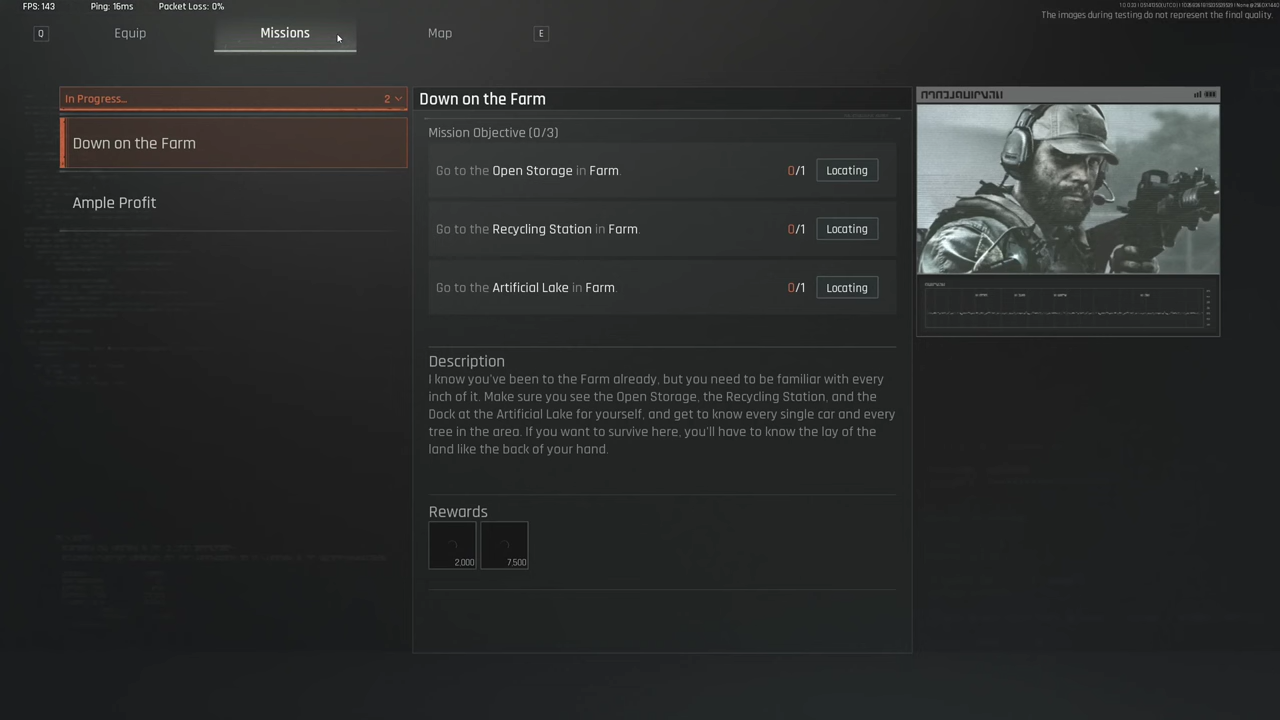 FPS: 143 Ping: 16ms Packet Loss: 0%
The images during testing do not represent the final quality.
Q Equip Missions Map E
In Progress... 2
Down on the Farm
Ample Profit
Down on the Farm
Mission Objective (0/3)
Go to the Open Storage in Farm. 0/1 Locating
Go to the Recycling Station in Farm. 0/1 Locating
Go to the Artificial Lake in Farm. 0/1 Locating
Description
I know you've been to the Farm already, but you need to be familiar with every
inch of it. Make sure you see the Open Storage, the Recycling Station, and the
Dock at the Artificial Lake for yourself, and get to know every single car and every
tree in the area. If you want to survive here, you'll have to know the lay of the
land like the back of your hand.
Rewards
2,000 7,500